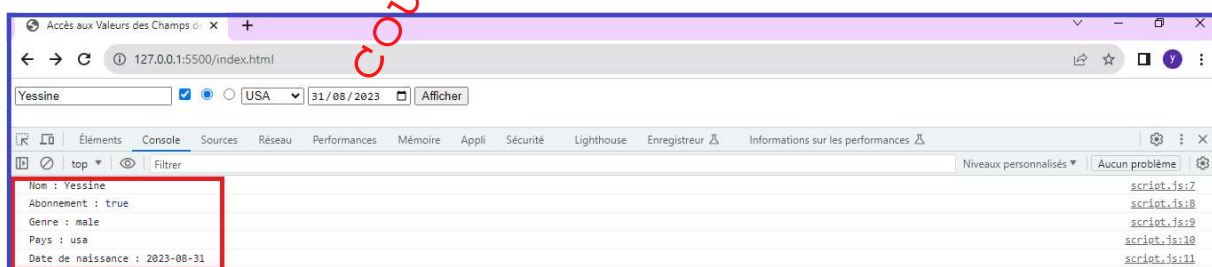 Accès aux Valeurs des Champs d
127.0.0.1:5500/index.html
y
Yessine USA 31/08/2023 Afficher
Éléments Console Sources Réseau Performances Mémoire Appli Sécurité Lighthouse Enregistreur Informations sur les performances
top Filtrer Niveaux personnalisés Aucun problème
Nom : Yessine script.js:7
Abonnement : true script.js:8
Genre : male script.js:9
Pays : usa script.js:10
Date de naissance : 2023-08-31 script.js:11